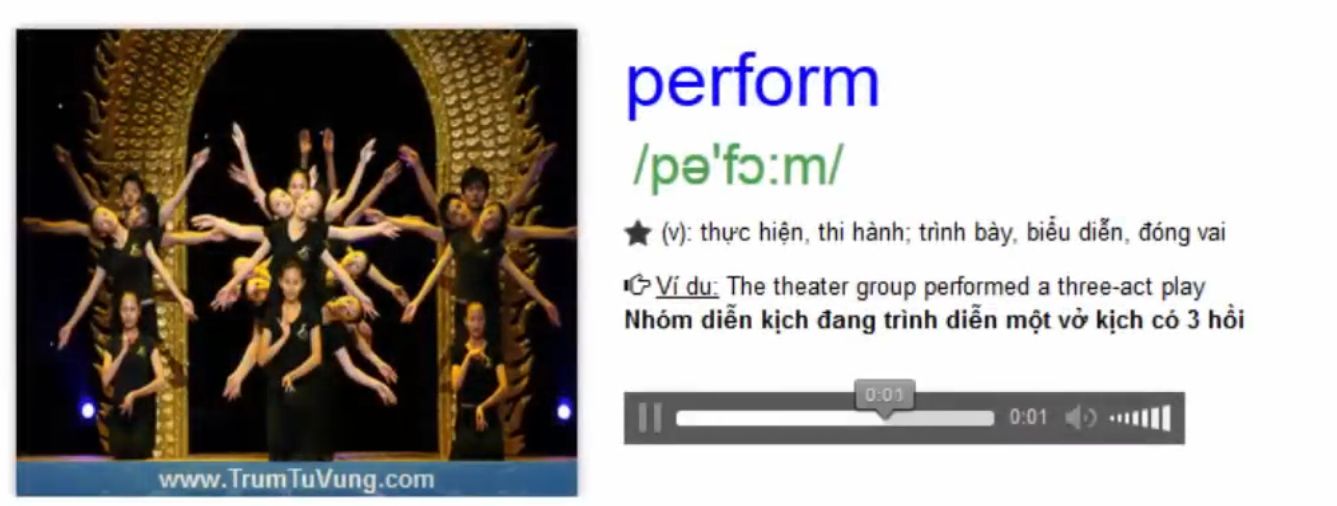 perform
/pə'fɔ:m/
★ (v): thực hiện, thi hành; trình bày, biểu diễn, đóng vai
Ví dụ: The theater group performed a three-act play
Nhóm diễn kịch đang trình diễn một vở kịch có 3 hồi
0:01
0:01
www.TrumTuVung.com